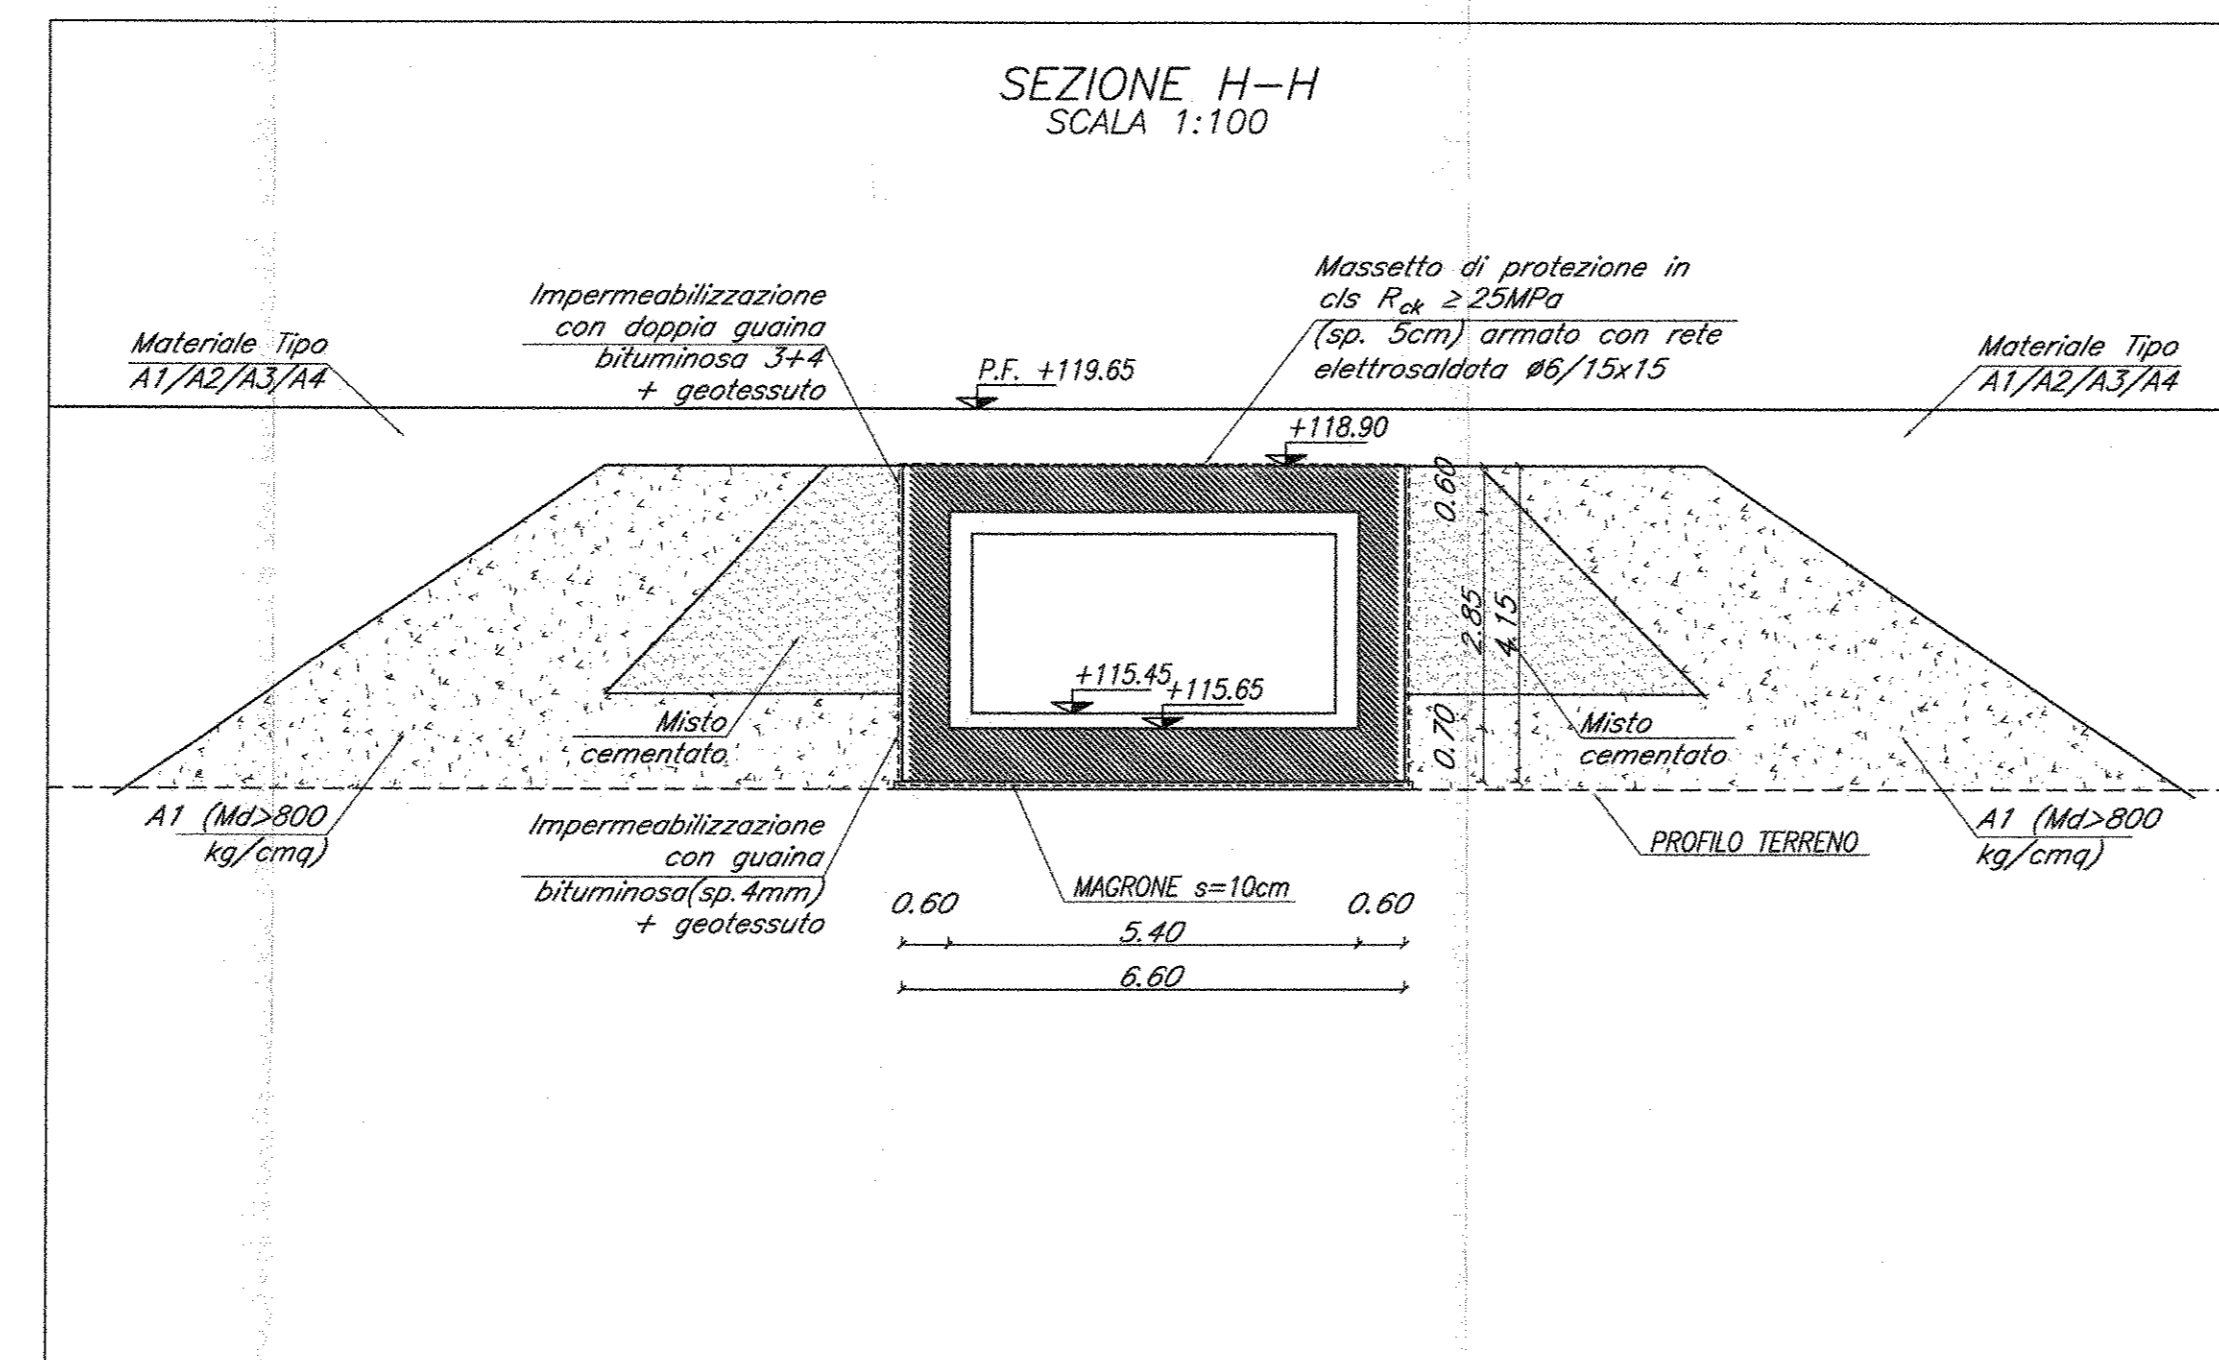 SEZIONE H-H
SCALA 1:100
Impermeabilizzazione
con doppia guaina
bituminosa 3+4
+ geotessuto
Massetto di protezione in
cls Rck ≥25MPa
(sp. 5cm) armato con rete
elettrosaldata ø6/15x15
Materiale Tipo
A1/A2/A3/A4
P.F. +119.65
Materiale Tipo
A1/A2/A3/A4
+118.90
0.60
2.85
4.15
0.70
+115.45
+115.65
Misto
cementato
Misto
cementato
A1 (Md>800
kg/cmq)
Impermeabilizzazione
con guaina
bituminosa(sp.4mm)
+ geotessuto
MAGRONE s=10cm
PROFILO TERRENO
A1 (Md>800
kg/cmq)
0.60
5.40
0.60
6.60